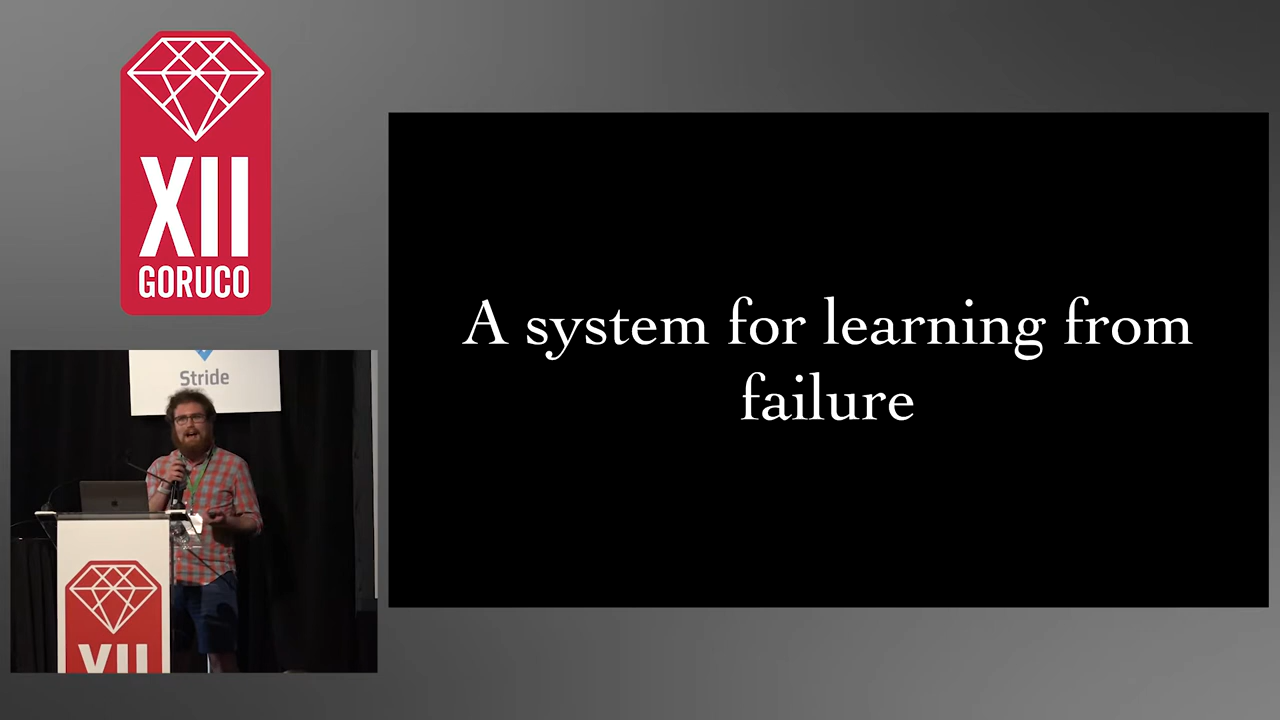 XII
GORUCO
A system for learning from
failure
Stride
XII